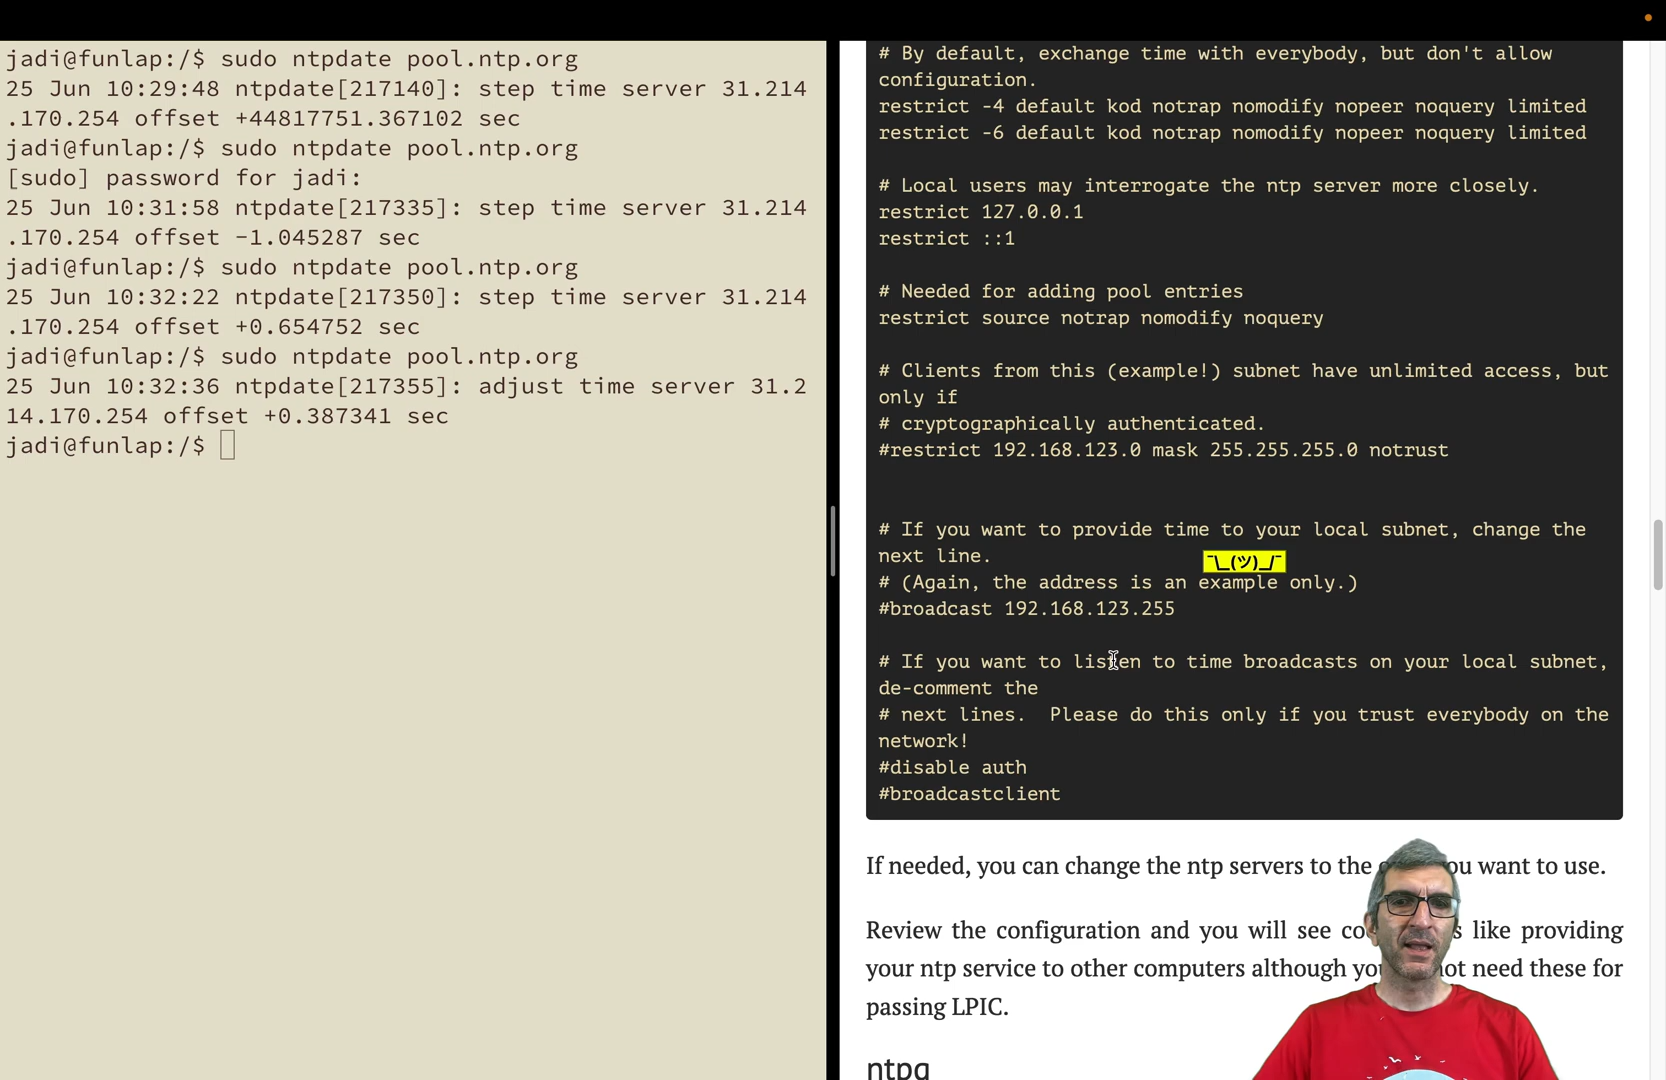 jadi@funlap:/$ sudo ntpdate pool.ntp.org
25 Jun 10:29:48 ntpdate[217140]: step time server 31.214
.170.254 offset +44817751.367102 sec
jadi@funlap:/$ sudo ntpdate pool.ntp.org
[sudo] password for jadi:
25 Jun 10:31:58 ntpdate[217335]: step time server 31.214
.170.254 offset -1.045287 sec
jadi@funlap:/$ sudo ntpdate pool.ntp.org
25 Jun 10:32:22 ntpdate[217350]: step time server 31.214
.170.254 offset +0.654752 sec
jadi@funlap:/$ sudo ntpdate pool.ntp.org
25 Jun 10:32:36 ntpdate[217355]: adjust time server 31.2
14.170.254 offset +0.387341 sec
jadi@funlap:/$
# By default, exchange time with everybody, but don't allow
configuration.
restrict -4 default kod notrap nomodify nopeer noquery limited
restrict -6 default kod notrap nomodify nopeer noquery limited
# Local users may interrogate the ntp server more closely.
restrict 127.0.0.1
restrict ::1
# Needed for adding pool entries
restrict source notrap nomodify noquery
# Clients from this (example!) subnet have unlimited access, but
only if
# cryptographically authenticated.
#restrict 192.168.123.0 mask 255.255.255.0 notrust
# If you want to provide time to your local subnet, change the
next line.
¯\_(ツ)_/¯
# (Again, the address is an example only.)
#broadcast 192.168.123.255
# If you want to listen to time broadcasts on your local subnet,
de-comment the
# next lines.  Please do this only if you trust everybody on the
network!
#disable auth
#broadcastclient
If needed, you can change the ntp servers to the you want to use.
Review the configuration and you will see like providing
your ntp service to other computers although need these for
passing LPIC.
ntpq